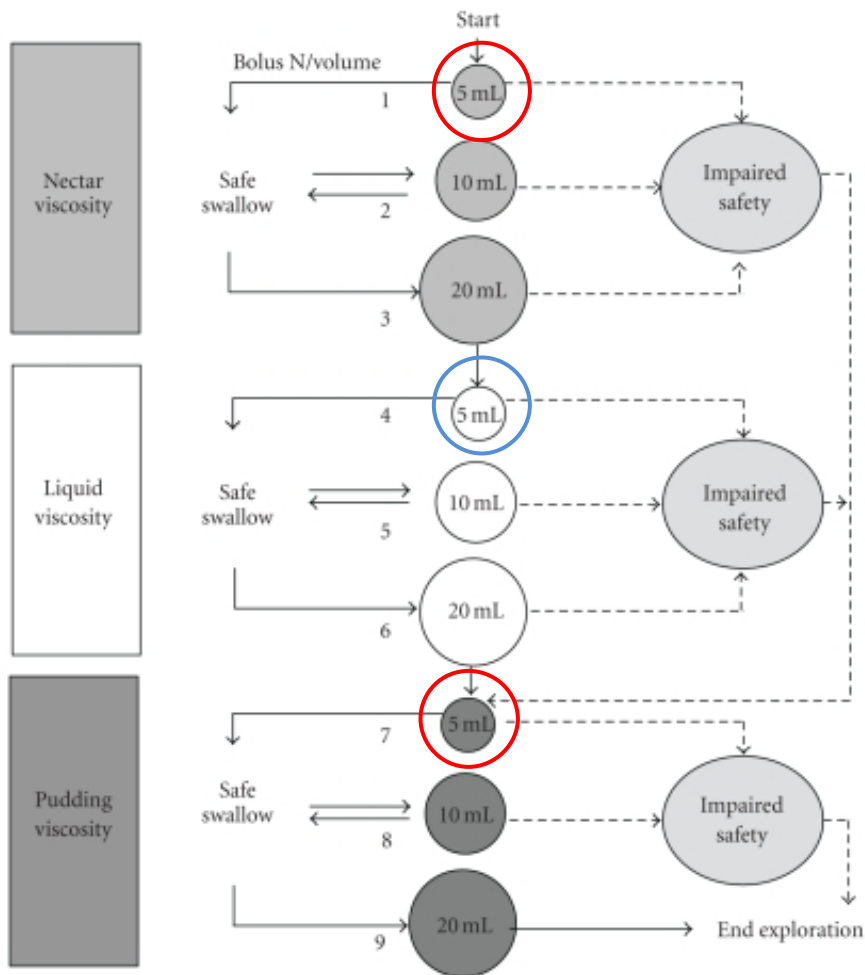 Start
Bolus N/volume
1
5 mL
Nectar
viscosity
Safe
swallow
2
10 mL
Impaired
safety
3
20 mL
4
5 mL
Liquid
viscosity
Safe
swallow
5
10 mL
Impaired
safety
6
20 mL
7
5 mL
Pudding
viscosity
Safe
swallow
8
10 mL
Impaired
safety
9
20 mL
End exploration